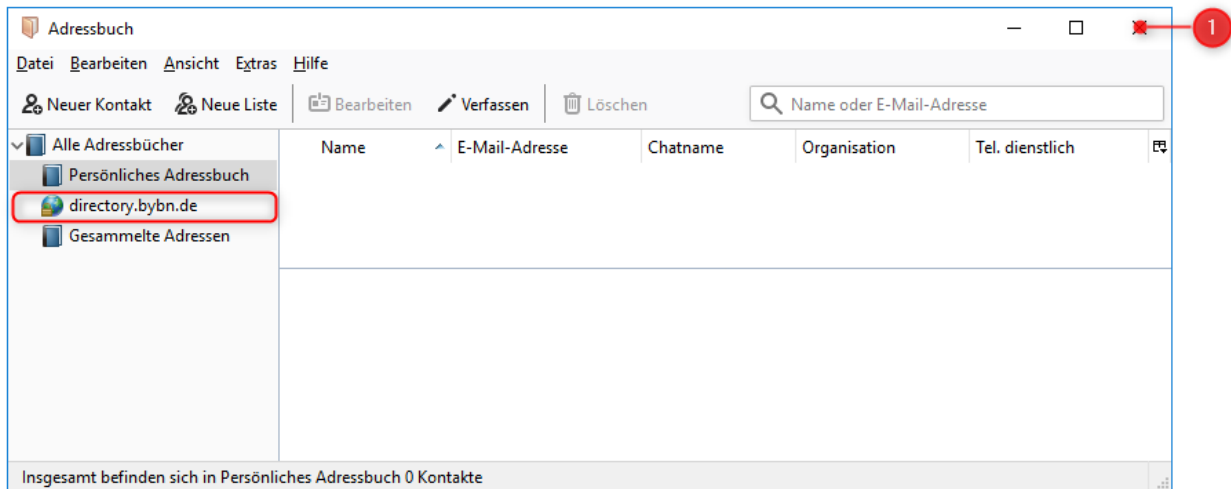 Adressbuch
1
Datei Bearbeiten Ansicht Extras Hilfe
Neuer Kontakt Neue Liste Bearbeiten Verfassen Löschen Name oder E-Mail-Adresse
Alle Adressbücher
Name E-Mail-Adresse Chatname Organisation Tel. dienstlich
Persönliches Adressbuch
directory.bybn.de
Gesammelte Adressen
Insgesamt befinden sich in Persönliches Adressbuch 0 Kontakte